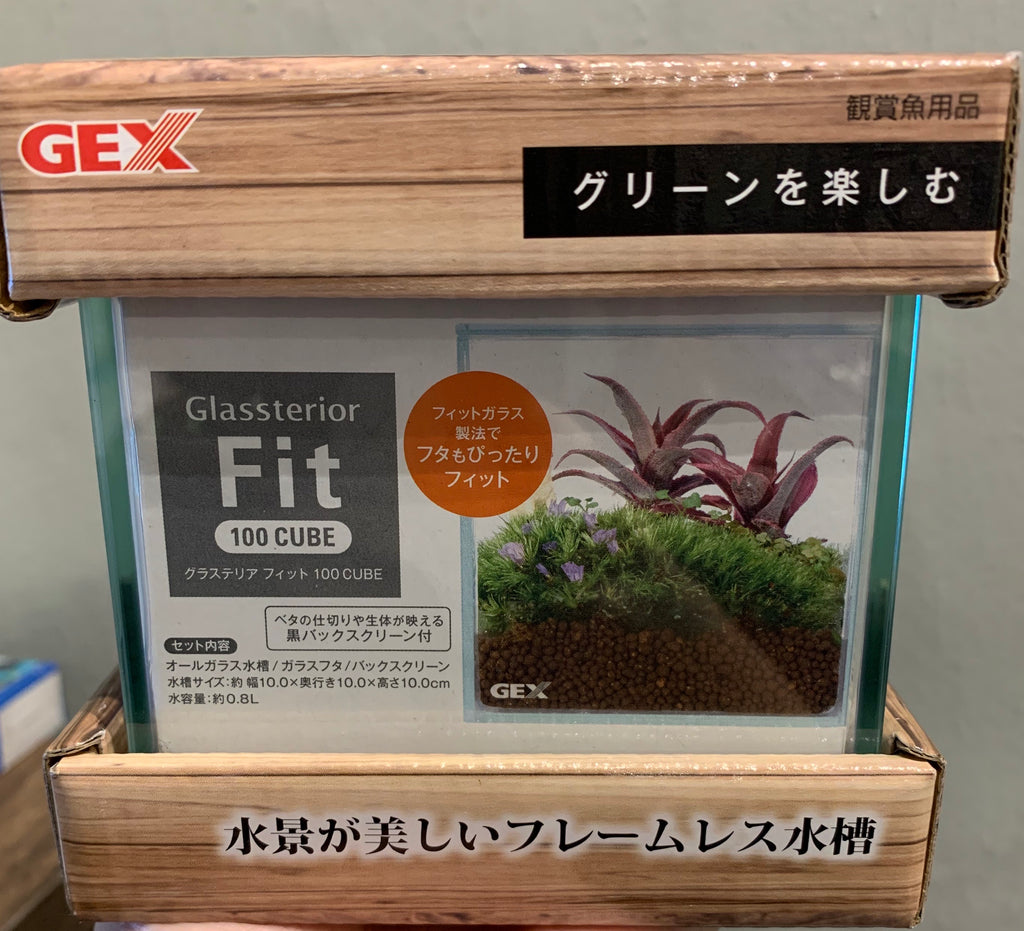 GEX
観賞魚用品
グリーンを楽しむ
Glassterior
Fit
100 CUBE
グラステリア フィット 100 CUBE
フィットガラス
製法で
フタもぴったり
フィット
ベタの仕切りや生体が映える
黒バックスクリーン付
セット内容
オールガラス水槽/ガラスフタ/バックスクリーン
水槽サイズ:約 幅10.0×奥行き10.0×高さ10.0cm
水容量:約0.8L
GEX
水景が美しいフレームレス水槽